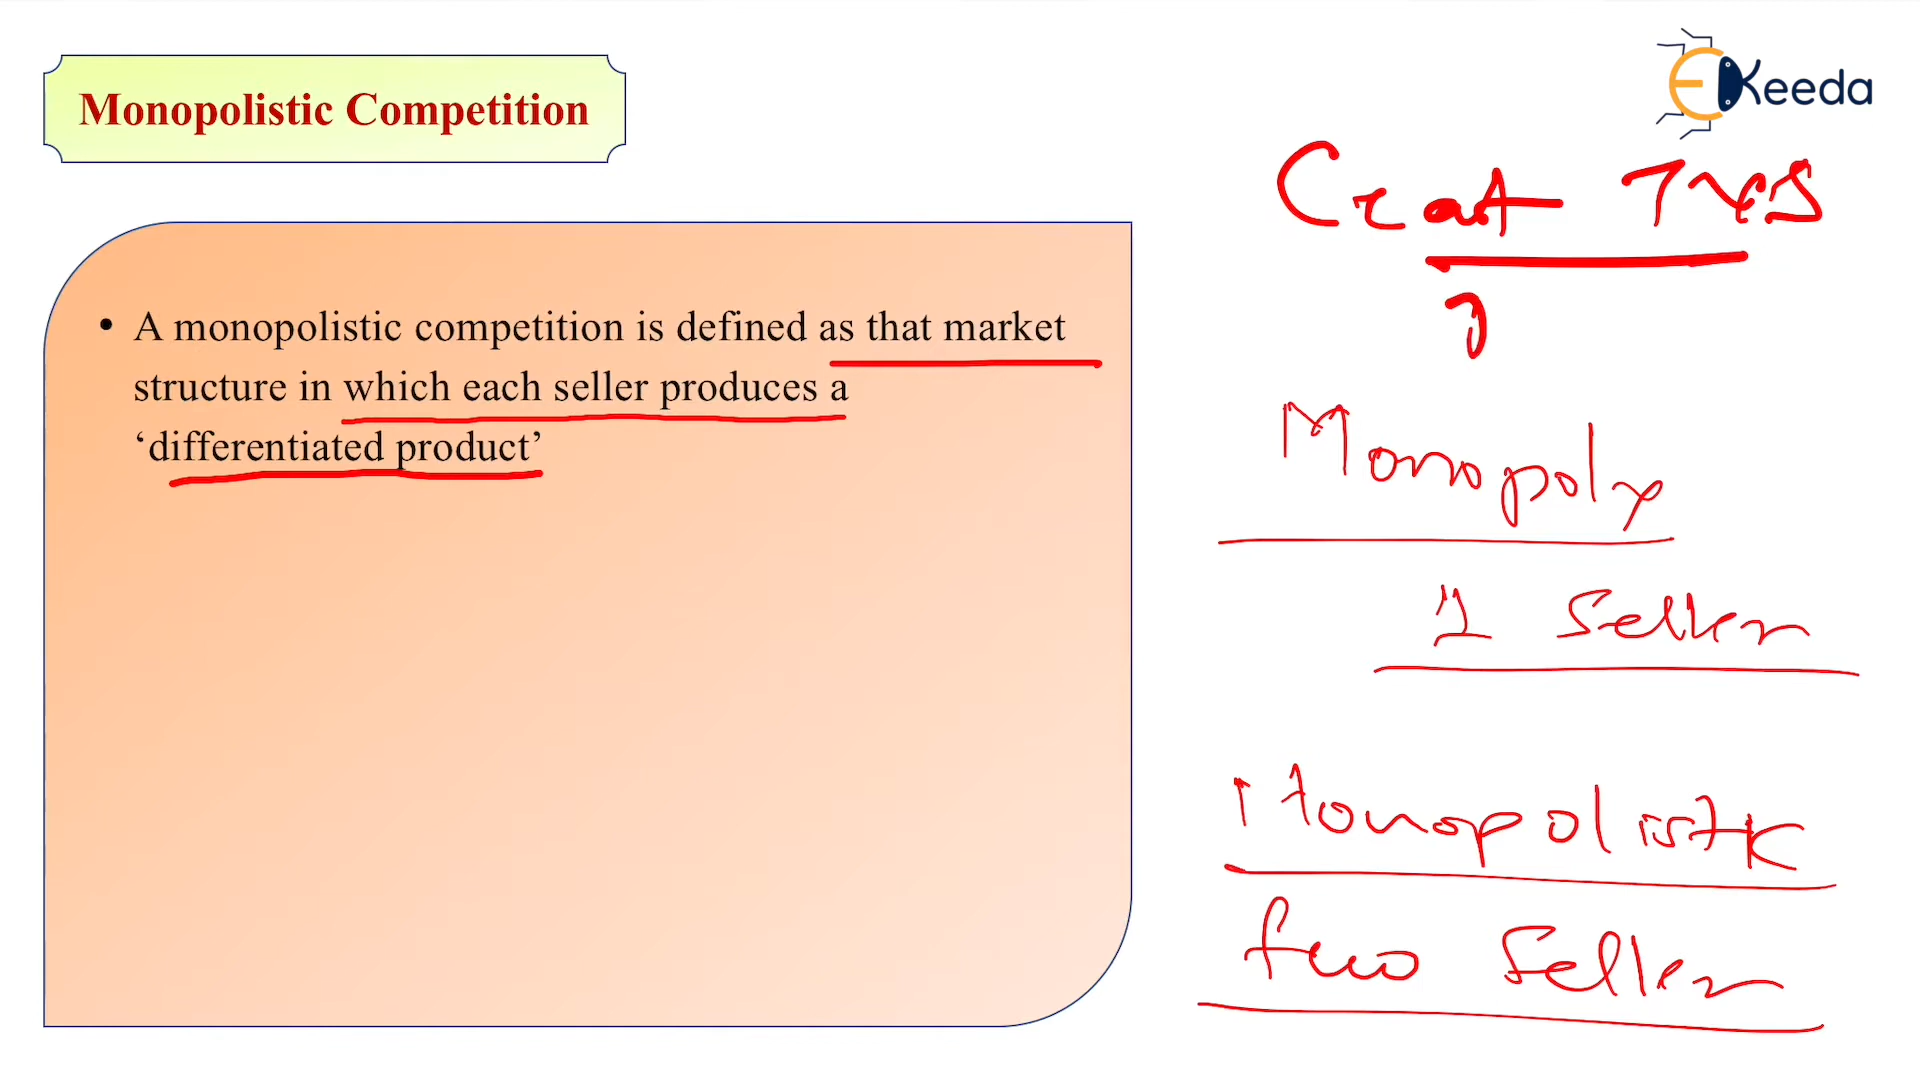 Monopolistic Competition
EKeeda
• A monopolistic competition is defined as that market
structure in which each seller produces a
‘differentiated product’
Monopoly
1 Seller
Monopolistic
few Seller